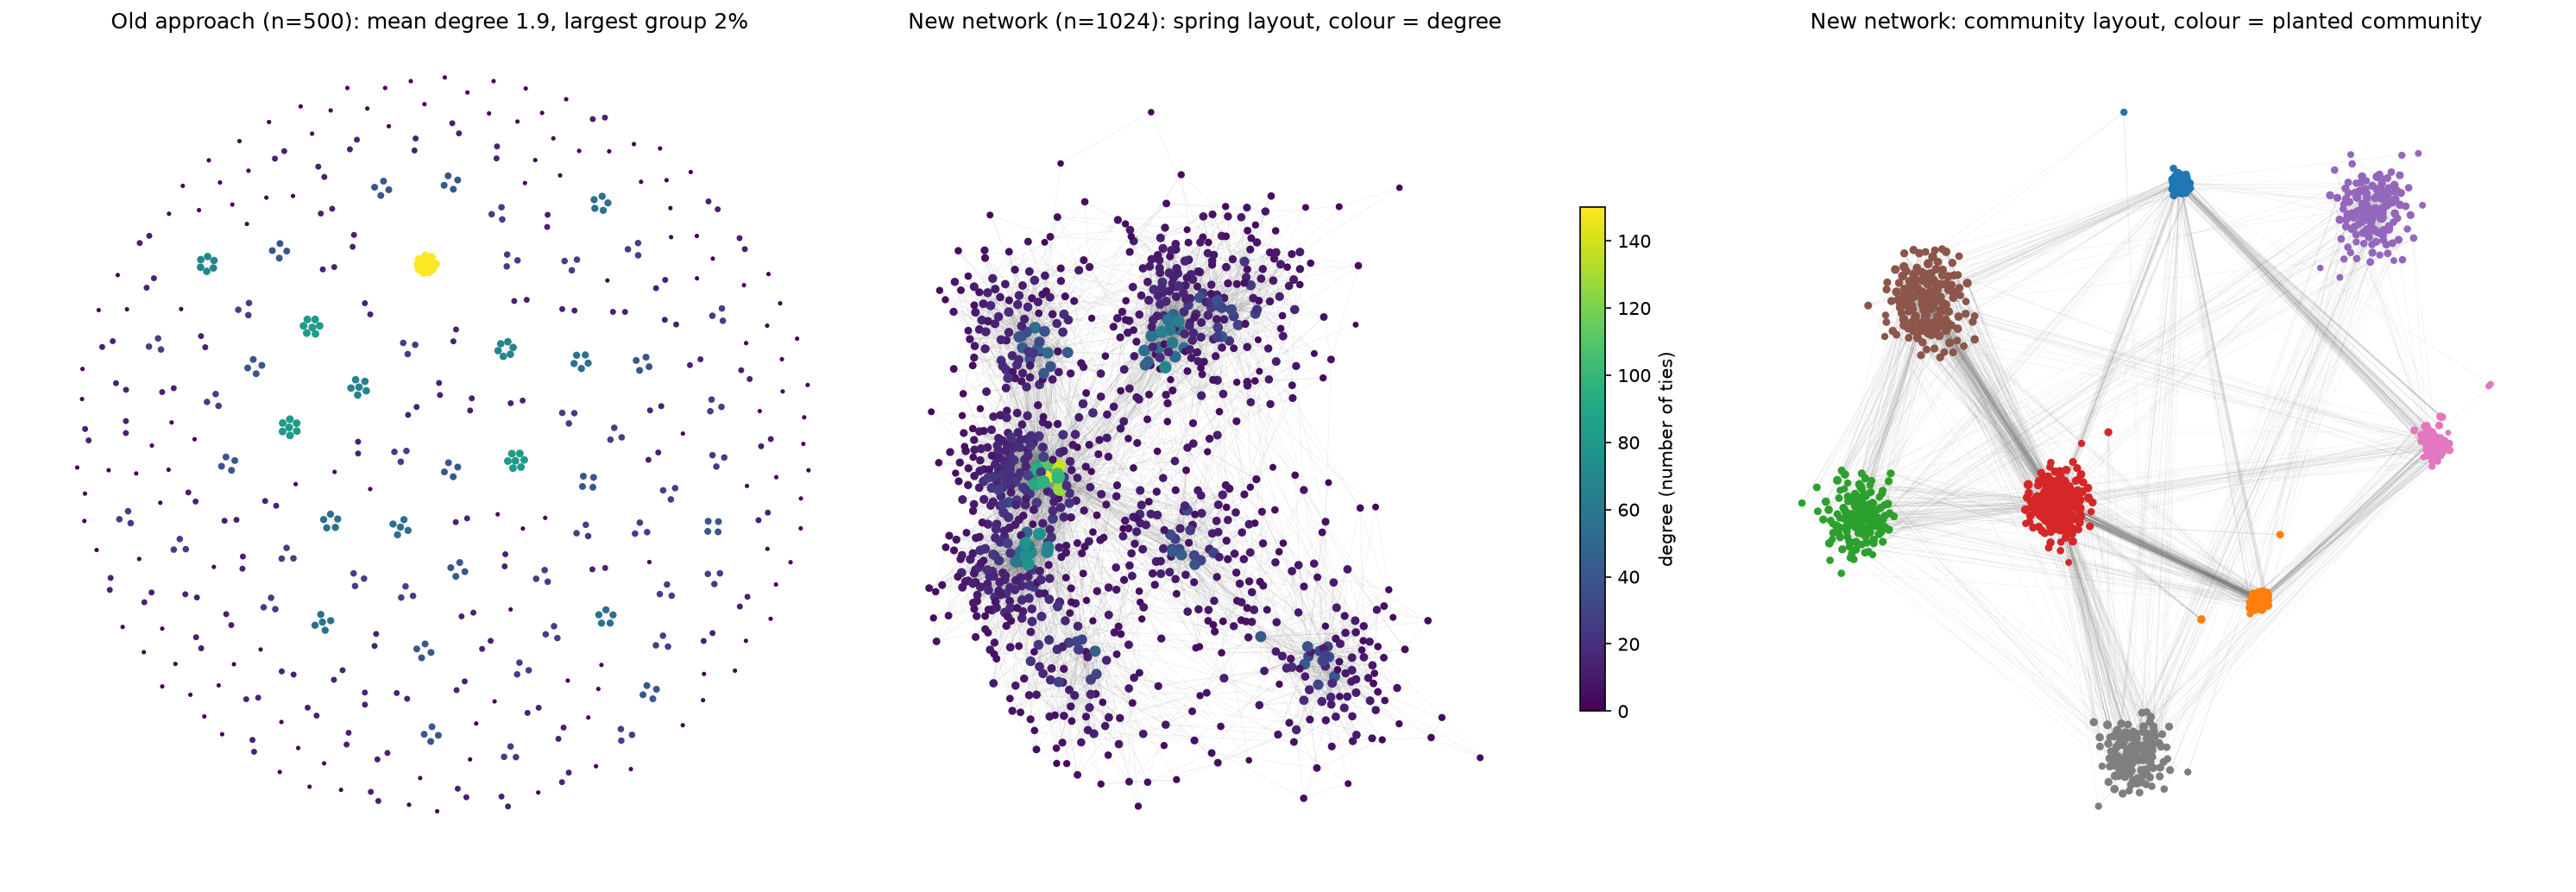 Old approach (n=500): mean degree 1.9, largest group 2%
New network (n=1024): spring layout, colour = degree
New network: community layout, colour = planted community
140
120
100
80
60
40
20
0
degree (number of ties)